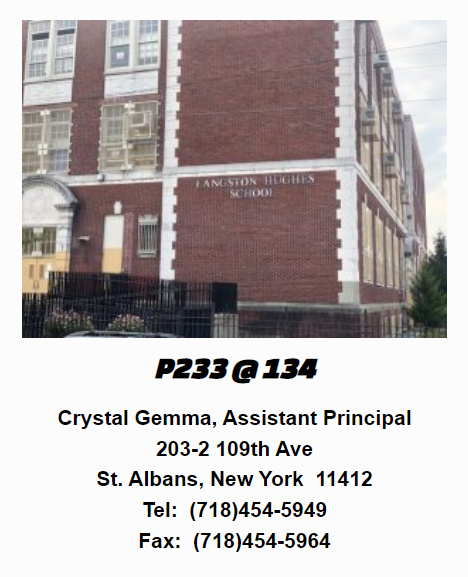 LANGSTON HUGHES
SCHOOL
P233 @ 134
Crystal Gemma, Assistant Principal
203-2 109th Ave
St. Albans, New York  11412
Tel:  (718)454-5949
Fax:  (718)454-5964